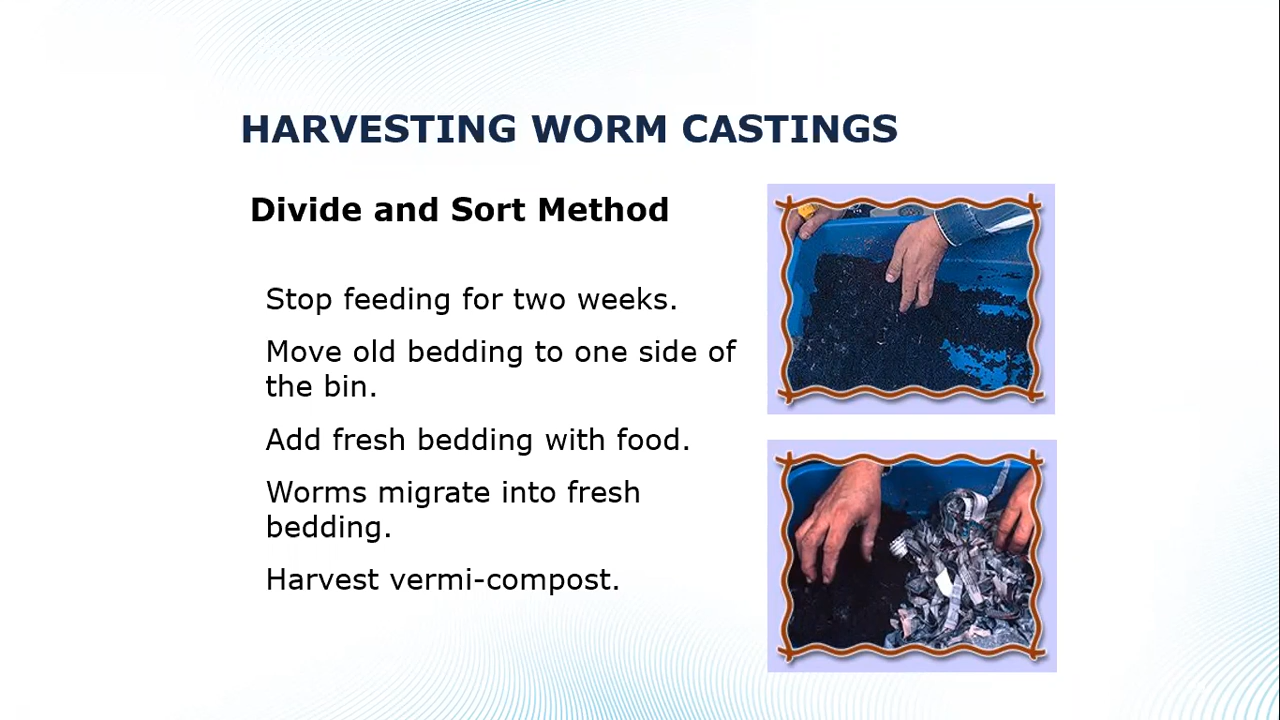 HARVESTING WORM CASTINGS
Divide and Sort Method
Stop feeding for two weeks.
Move old bedding to one side of
the bin.
Add fresh bedding with food.
Worms migrate into fresh
bedding.
Harvest vermi-compost.